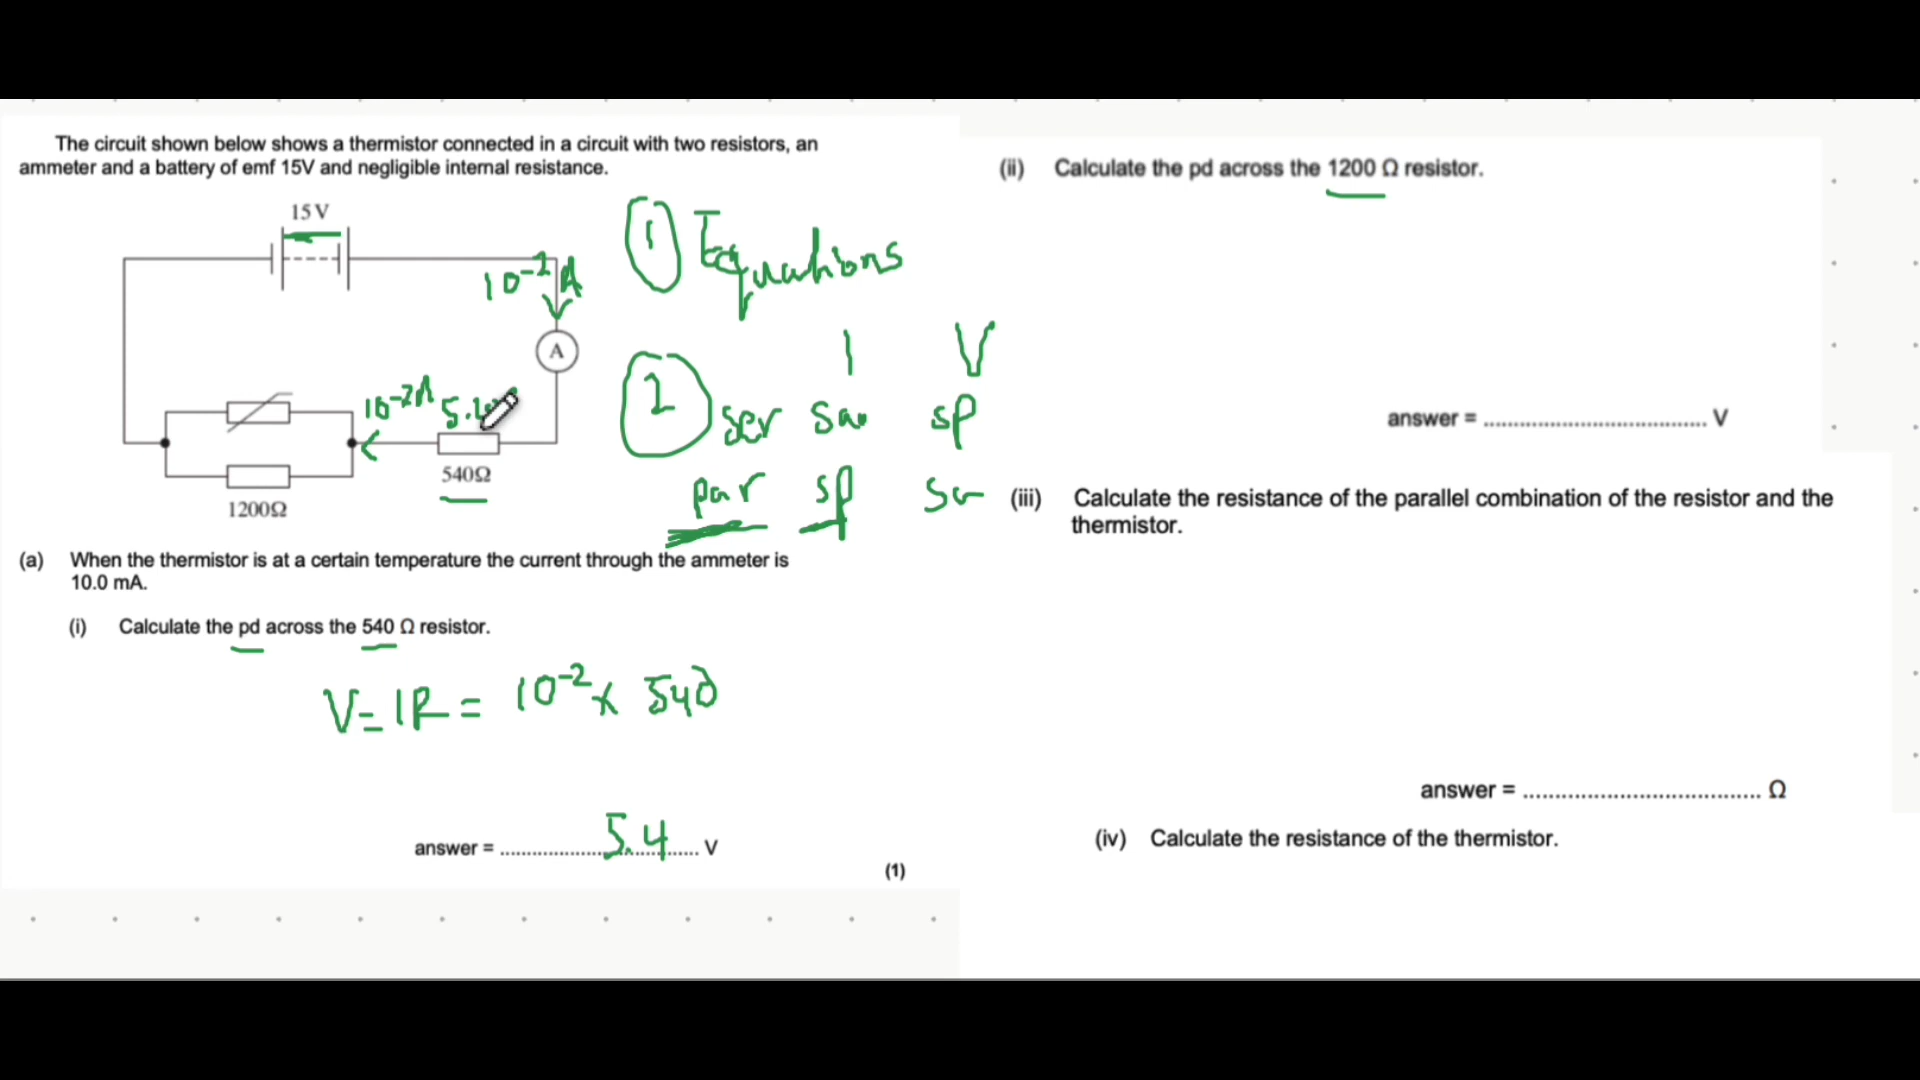 The circuit shown below shows a thermistor connected in a circuit with two resistors, an
ammeter and a battery of emf 15V and negligible internal resistance.
15 V
10⁻² A
A
10⁻² A
540Ω
1200Ω
1 Equations
I V
2 ser sa sp
par sp sa
(a) When the thermistor is at a certain temperature the current through the ammeter is
10.0 mA.
(i) Calculate the pd across the 540 Ω resistor.
V = IR = 10⁻² x 540
answer = 5.4 V
(1)
(ii) Calculate the pd across the 1200 Ω resistor.
answer = V
(iii) Calculate the resistance of the parallel combination of the resistor and the
thermistor.
answer = Ω
(iv) Calculate the resistance of the thermistor.